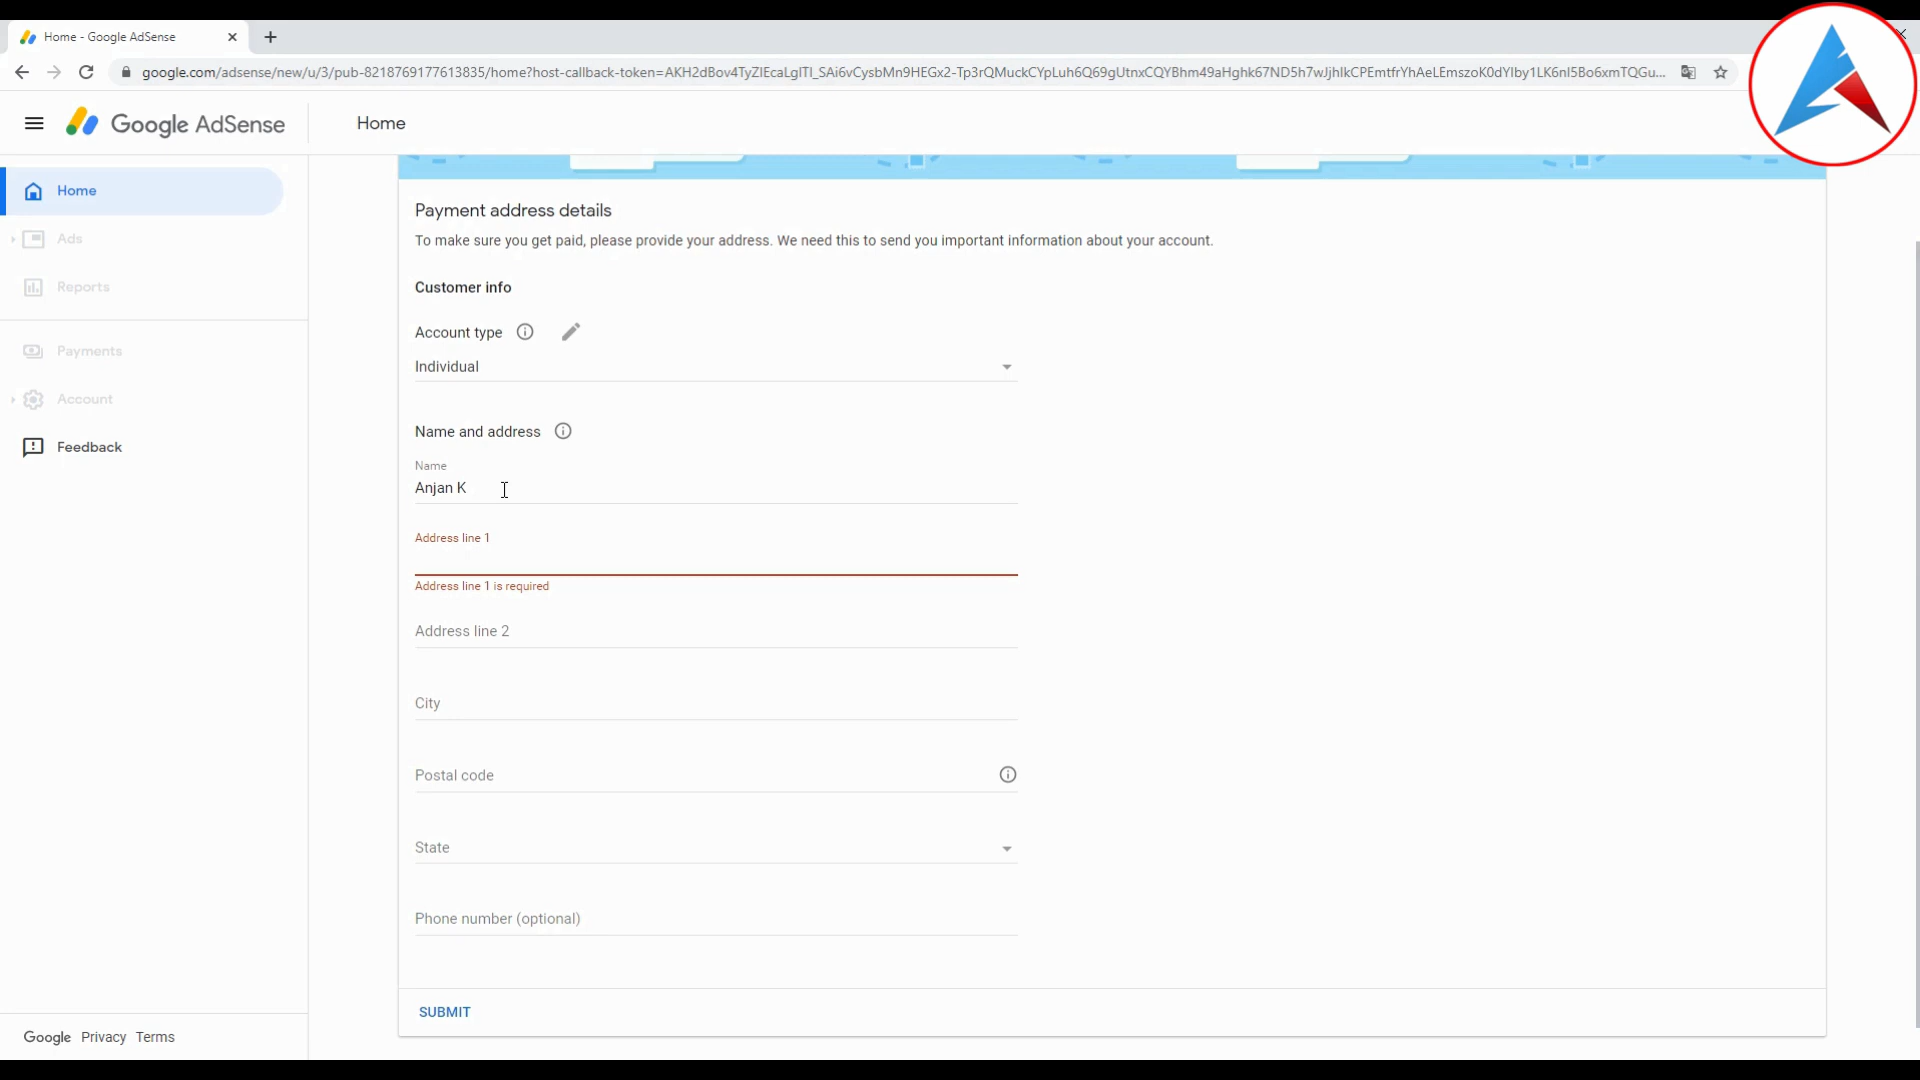 Home - Google AdSense
google.com/adsense/new/u/3/pub-8218769177613835/home?host-callback-token=
Google AdSense
Home
Home
Ads
Reports
Payments
Account
Feedback
Payment address details
To make sure you get paid, please provide your address. We need this to send you important information about your account.
Customer info
Account type
Individual
Name and address
Name
Anjan K
Address line 1
Address line 1 is required
Address line 2
City
Postal code
State
Phone number (optional)
SUBMIT
Google Privacy Terms